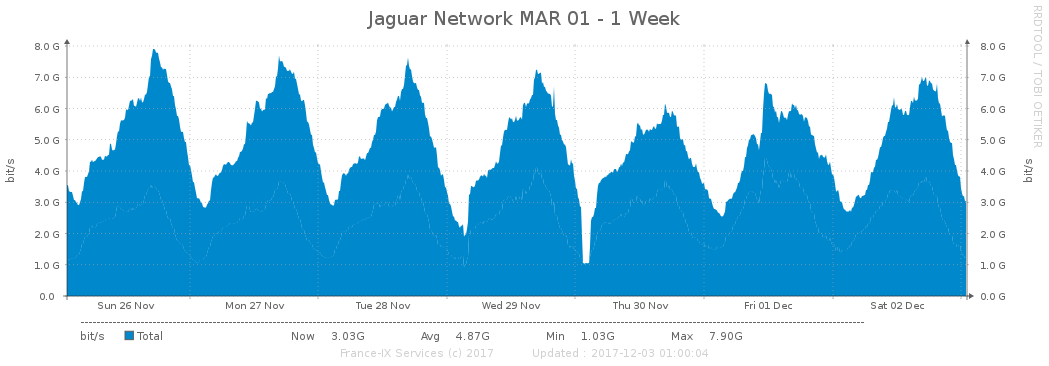 Jaguar Network MAR 01 - 1 Week
RRDTOOL / TOBI OETIKER
bit/s
bit/s
8.0 G 8.0 G
7.0 G 7.0 G
6.0 G 6.0 G
5.0 G 5.0 G
4.0 G 4.0 G
3.0 G 3.0 G
2.0 G 2.0 G
1.0 G 1.0 G
0.0 0.0 G
Sun 26 Nov Mon 27 Nov Tue 28 Nov Wed 29 Nov Thu 30 Nov Fri 01 Dec Sat 02 Dec
bit/s Total Now 3.03G Avg 4.87G Min 1.03G Max 7.90G
France-IX Services (c) 2017 Updated : 2017-12-03 01:00:04